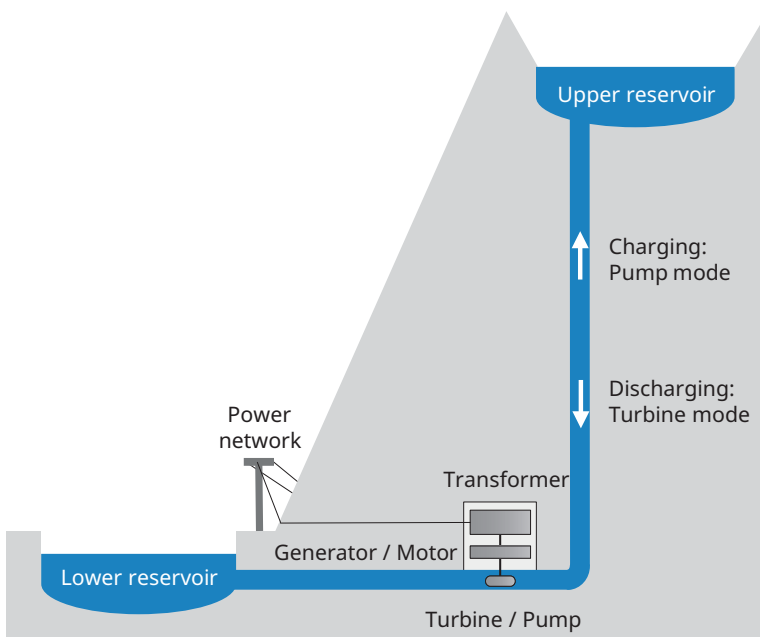 Upper reservoir
Charging:
Pump mode
Discharging:
Turbine mode
Power
network
Transformer
Generator / Motor
Lower reservoir
Turbine / Pump